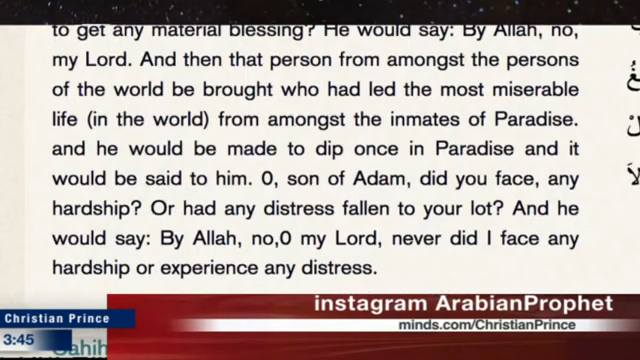 to get any material blessing? He would say: By Allah, no,
my Lord. And then that person from amongst the persons
of the world be brought who had led the most miserable
life (in the world) from amongst the inmates of Paradise.
and he would be made to dip once in Paradise and it
would be said to him. 0, son of Adam, did you face, any
hardship? Or had any distress fallen to your lot? And he
would say: By Allah, no,0 my Lord, never did I face any
hardship or experience any distress.
instagram ArabianProphet
Christian Prince
minds.com/ChristianPrince
3:45
Sahih